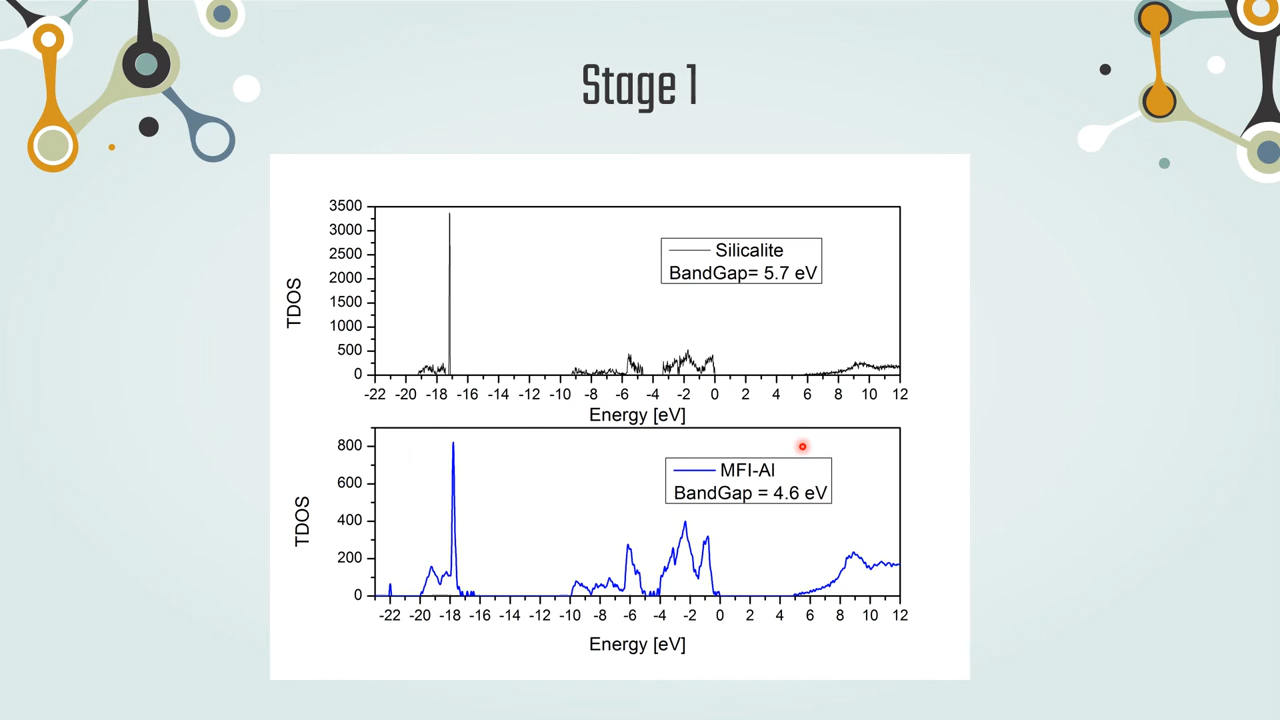 Stage 1
3500
3000
2500
2000
1500
1000
500
0
TDOS
Silicalite
BandGap= 5.7 eV
-22 -20 -18 -16 -14 -12 -10 -8 -6 -4 -2 0 2 4 6 8 10 12
Energy [eV]
800
600
400
200
0
TDOS
MFI-Al
BandGap = 4.6 eV
-22 -20 -18 -16 -14 -12 -10 -8 -6 -4 -2 0 2 4 6 8 10 12
Energy [eV]